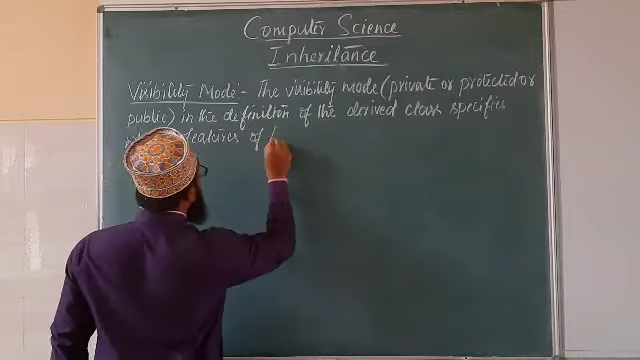 Computer Science
Inheritance
Visibility Mode - The visibility mode (private or protected or
public) in the definition of the derived class specifies
features of